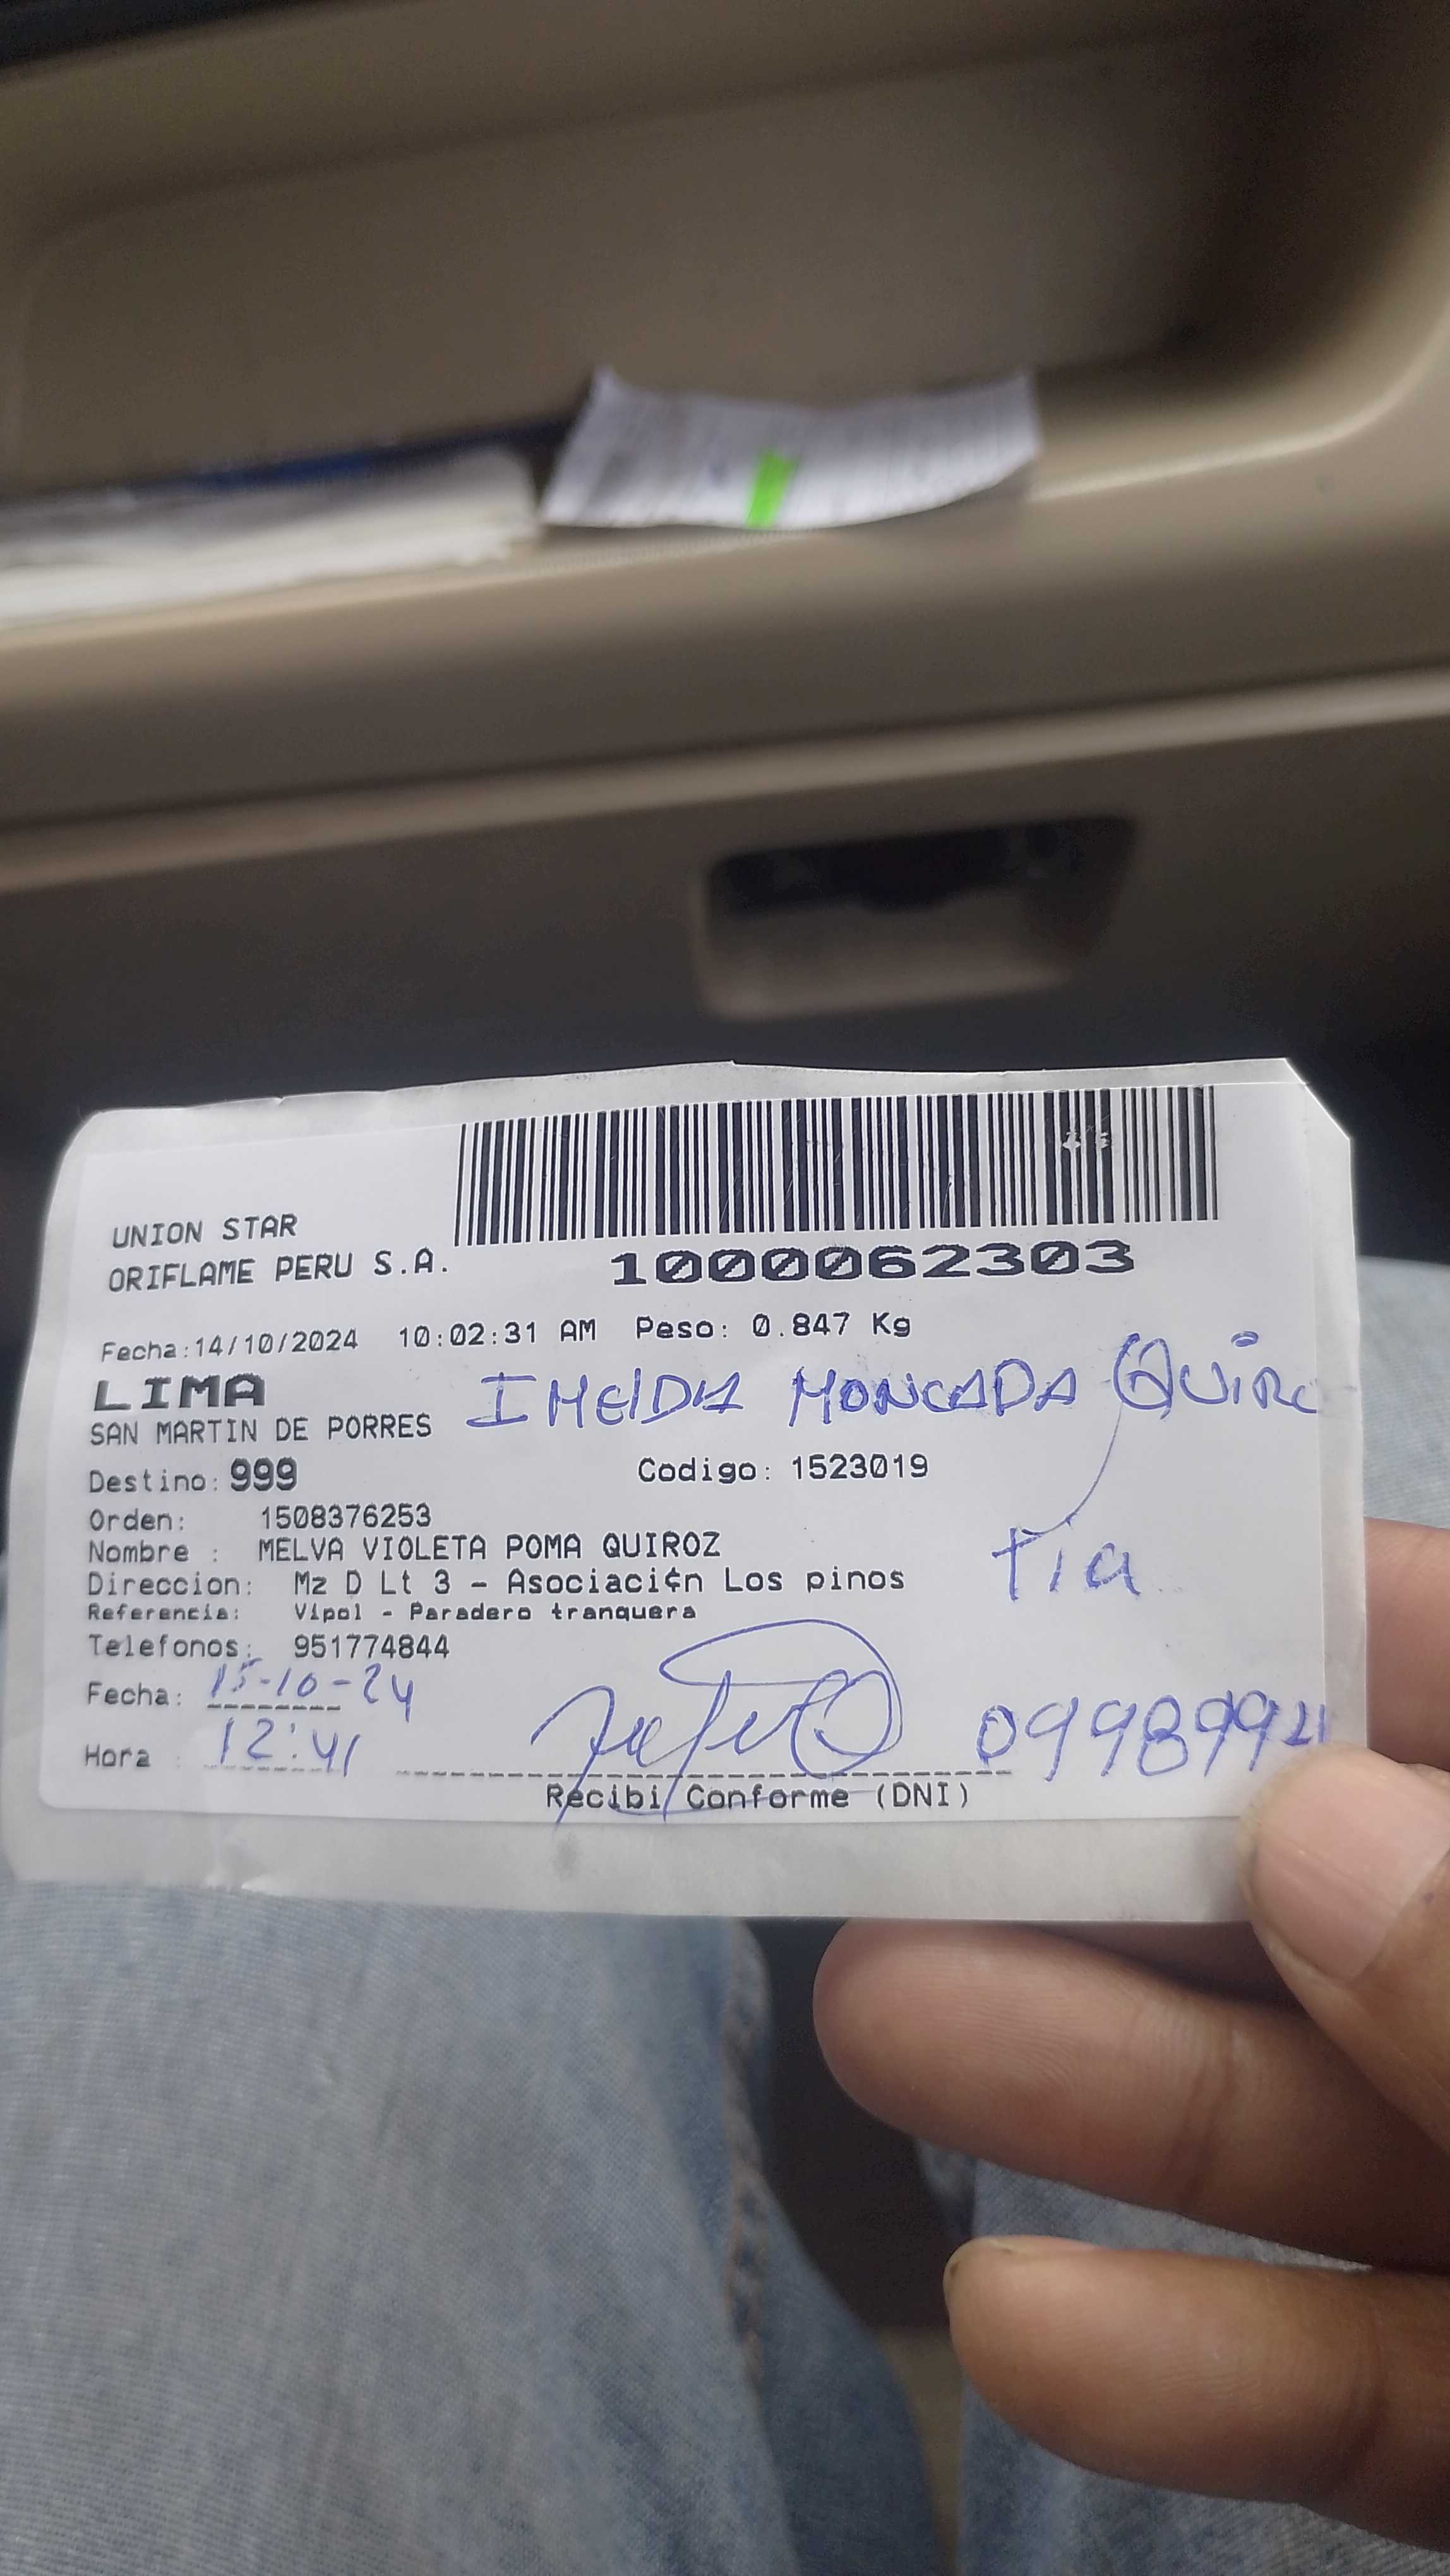 UNION STAR
ORIFLAME PERU S.A.
1000062303
Fecha:14/10/2024 10:02:31 AM Peso: 0.847 Kg
LIMA
IMElDA MONCADA QUiRO
SAN MARTIN DE PORRES
Destino: 999 Codigo: 1523019
Orden: 1508376253
Nombre : MELVA VIOLETA POMA QUIROZ
tia
Direccion: Mz D Lt 3 - Asociaci¢n Los pinos
Referencia: Vipol - Paradero tranquera
Telefonos: 951774844
Fecha: 15-10-24
09989941
Hora : 12:41
Recibi Conforme (DNI)